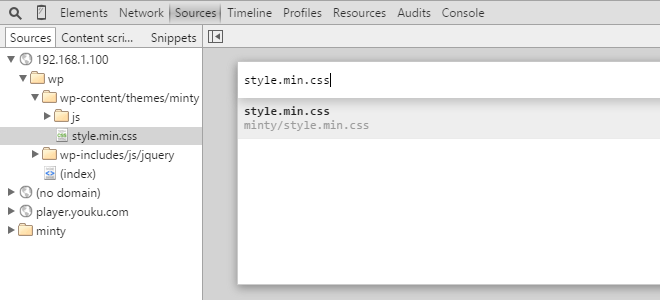 Elements Network Sources Timeline Profiles Resources Audits Console
Sources Content scri... Snippets
192.168.1.100
wp
wp-content/themes/minty
js
style.min.css
wp-includes/js/jquery
(index)
(no domain)
player.youku.com
minty
style.min.css
style.min.css
minty/style.min.css